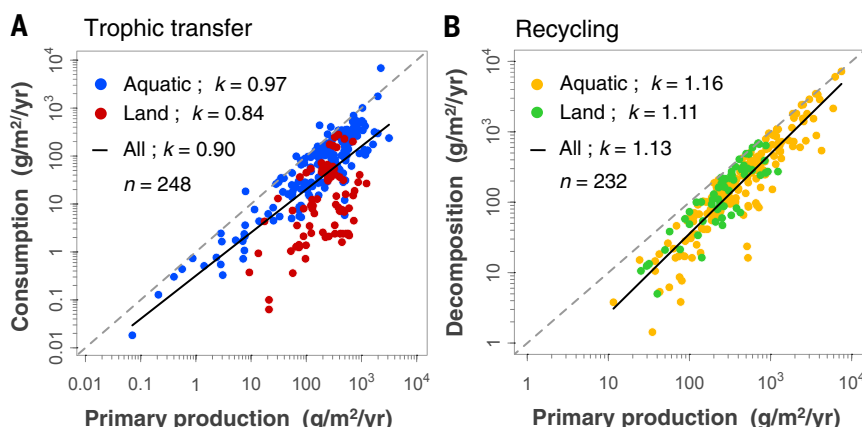 A Trophic transfer
Consumption (g/m²/yr)
10⁴
10³
100
10
1
0.1
0.01
Aquatic ; k = 0.97
Land ; k = 0.84
All ; k = 0.90
n = 248
0.01 0.1 1 10 100 10³ 10⁴
Primary production (g/m²/yr)
B Recycling
Decomposition (g/m²/yr)
10⁴
10³
100
10
1
Aquatic ; k = 1.16
Land ; k = 1.11
All ; k = 1.13
n = 232
1 10 100 10³ 10⁴
Primary production (g/m²/yr)